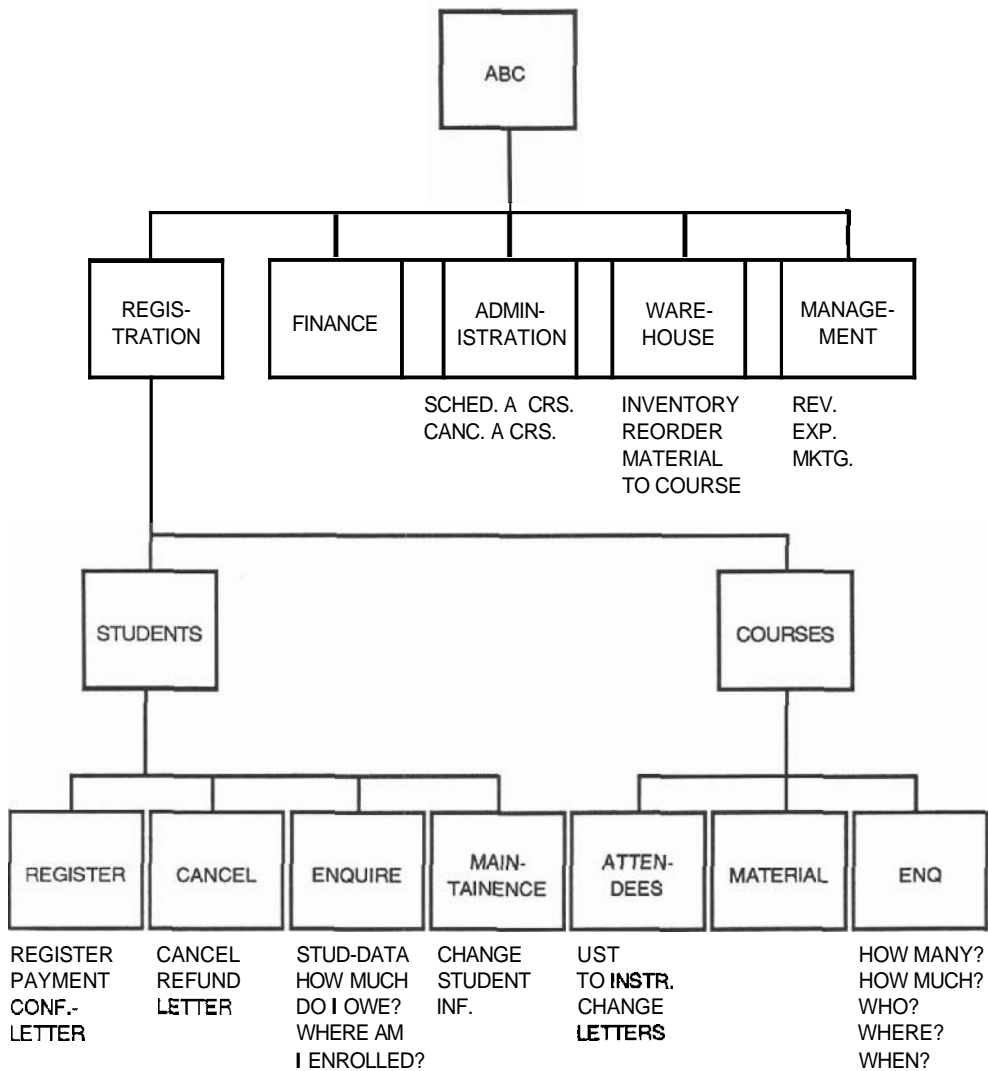 ABC
REGIS-
TRATION
FINANCE
ADMIN-
ISTRATION
WARE-
HOUSE
MANAGE-
MENT
SCHED. A CRS.
CANC. A CRS.
INVENTORY
REORDER
MATERIAL
TO COURSE
REV.
EXP.
MKTG.
STUDENTS
COURSES
REGISTER
CANCEL
ENQUIRE
MAIN-
TAINENCE
ATTEN-
DEES
MATERIAL
ENQ
REGISTER
PAYMENT
CONF.-
LETTER
CANCEL
REFUND
LETTER
STUD-DATA
HOW MUCH
DO I OWE?
WHERE AM
I ENROLLED?
CHANGE
STUDENT
INF.
UST
TO INSTR.
CHANGE
LETTERS
HOW MANY?
HOW MUCH?
WHO?
WHERE?
WHEN?